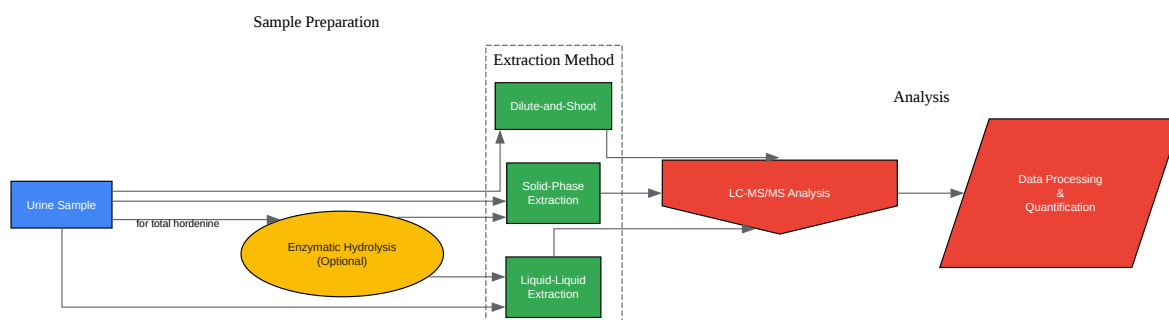 Sample Preparation
Extraction Method
Dilute-and-Shoot
Analysis
Urine Sample
for total hordenine
Enzymatic Hydrolysis
(Optional)
Solid-Phase
Extraction
Liquid-Liquid
Extraction
LC-MS/MS Analysis
Data Processing
&
Quantification